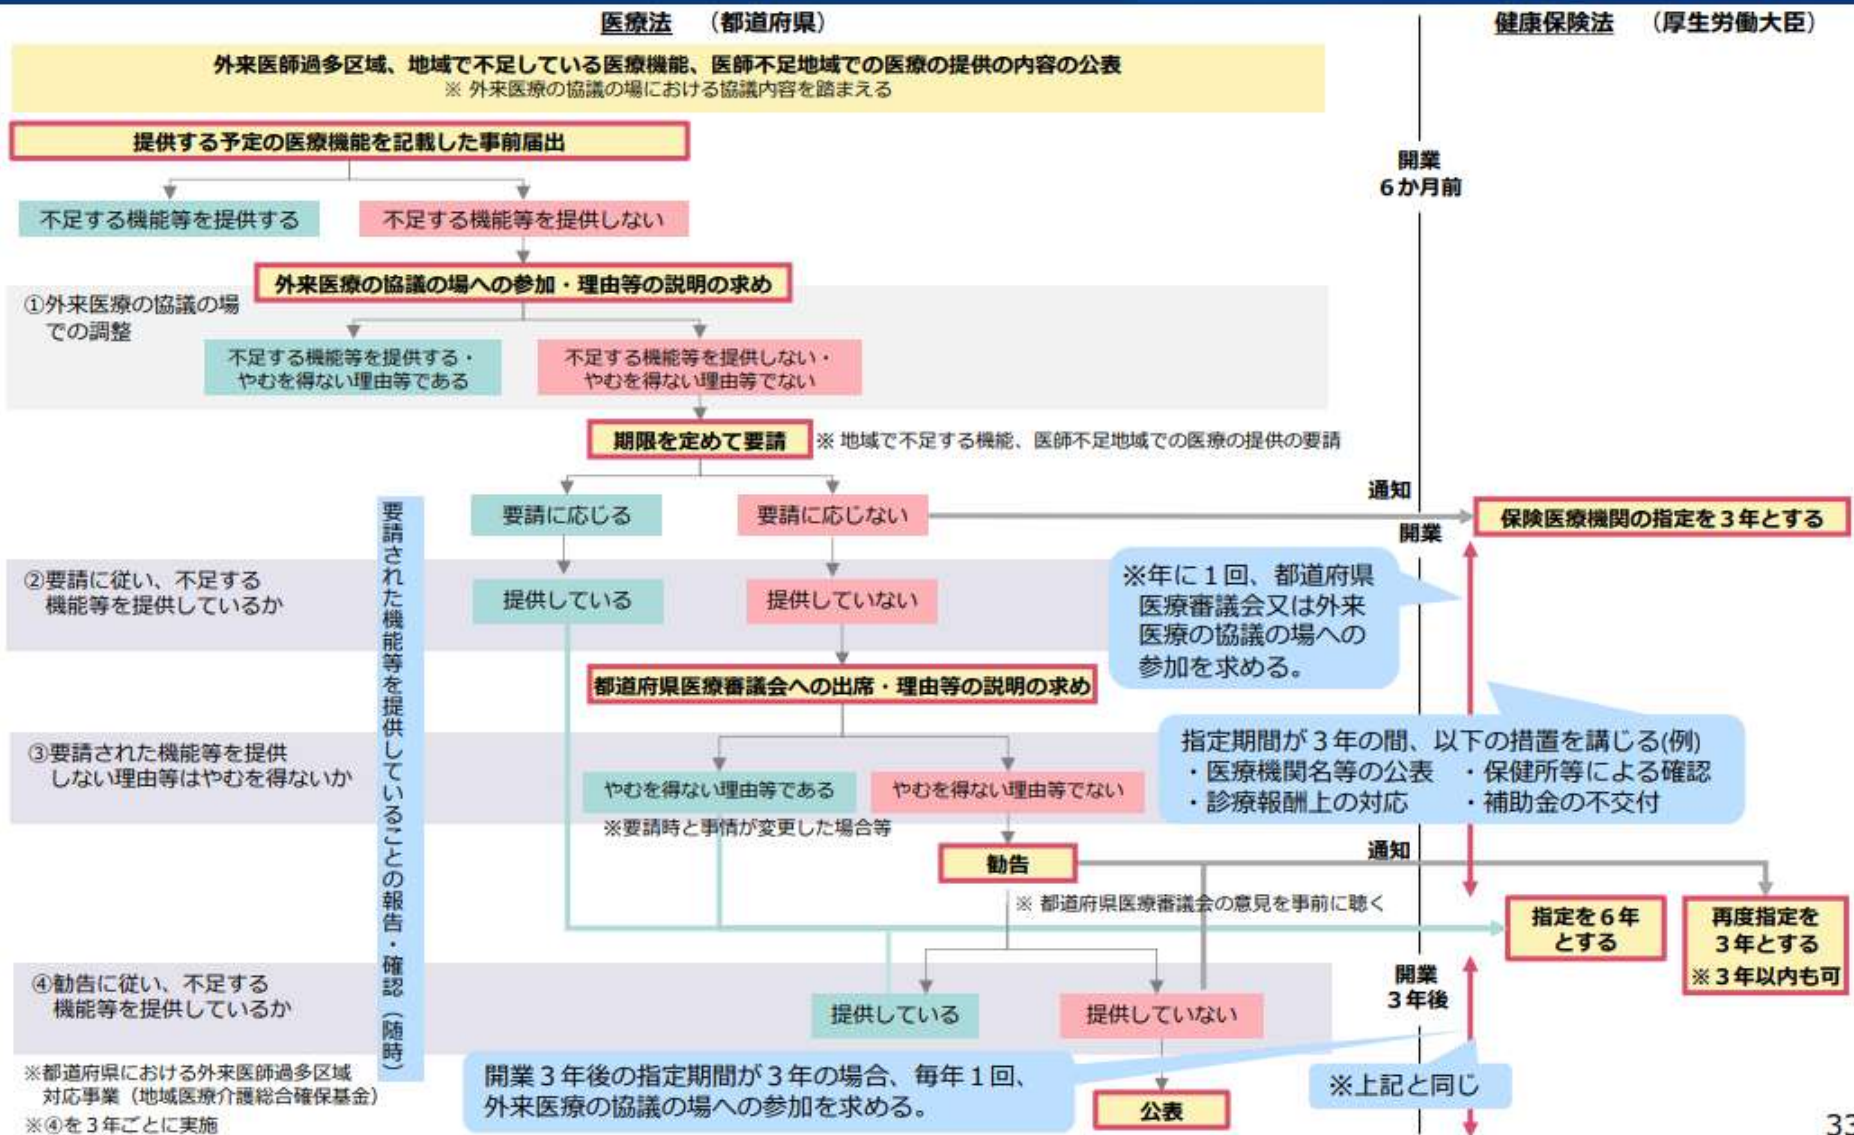 医療法　（都道府県）
健康保険法　（厚生労働大臣）
外来医師過多区域、地域で不足している医療機能、医師不足地域での医療の提供の内容の公表
※ 外来医療の協議の場における協議内容を踏まえる
提供する予定の医療機能を記載した事前届出
開業
６か月前
不足する機能等を提供する
不足する機能等を提供しない
外来医療の協議の場への参加・理由等の説明の求め
①外来医療の協議の場
での調整
不足する機能等を提供する・
やむを得ない理由等である
不足する機能等を提供しない・
やむを得ない理由等でない
期限を定めて要請
※ 地域で不足する機能、医師不足地域での医療の提供の要請
要請に応じる
要請に応じない
通知
保険医療機関の指定を３年とする
開業
要請された機能等を提供していることの報告・確認（随時）
②要請に従い、不足する
機能等を提供しているか
提供している
提供していない
※年に１回、都道府県
医療審議会又は外来
医療の協議の場への
参加を求める。
都道府県医療審議会への出席・理由等の説明の求め
③要請された機能等を提供
しない理由等はやむを得ないか
やむを得ない理由等である
やむを得ない理由等でない
※要請時と事情が変更した場合等
指定期間が３年の間、以下の措置を講じる(例)
・医療機関名等の公表　・保健所等による確認
・診療報酬上の対応　・補助金の不交付
勧告
通知
※ 都道府県医療審議会の意見を事前に聴く
指定を６年
とする
再度指定を
３年とする
※３年以内も可
④勧告に従い、不足する
機能等を提供しているか
提供している
提供していない
開業
３年後
※都道府県における外来医師過多区域
対応事業（地域医療介護総合確保基金）
※④を３年ごとに実施
開業３年後の指定期間が３年の場合、毎年１回、
外来医療の協議の場への参加を求める。
公表
※上記と同じ
33